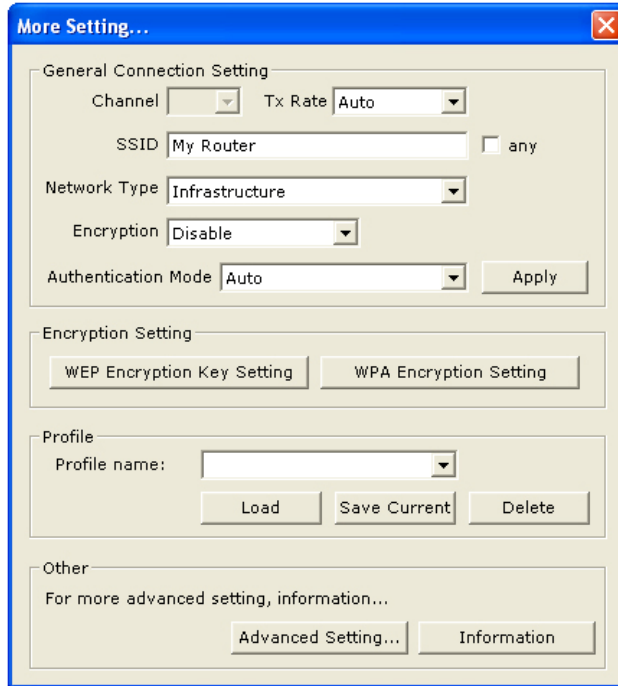 More Setting...
General Connection Setting
Channel Tx Rate Auto
SSID My Router any
Network Type Infrastructure
Encryption Disable
Authentication Mode Auto Apply
Encryption Setting
WEP Encryption Key Setting WPA Encryption Setting
Profile
Profile name:
Load Save Current Delete
Other
For more advanced setting, information...
Advanced Setting... Information